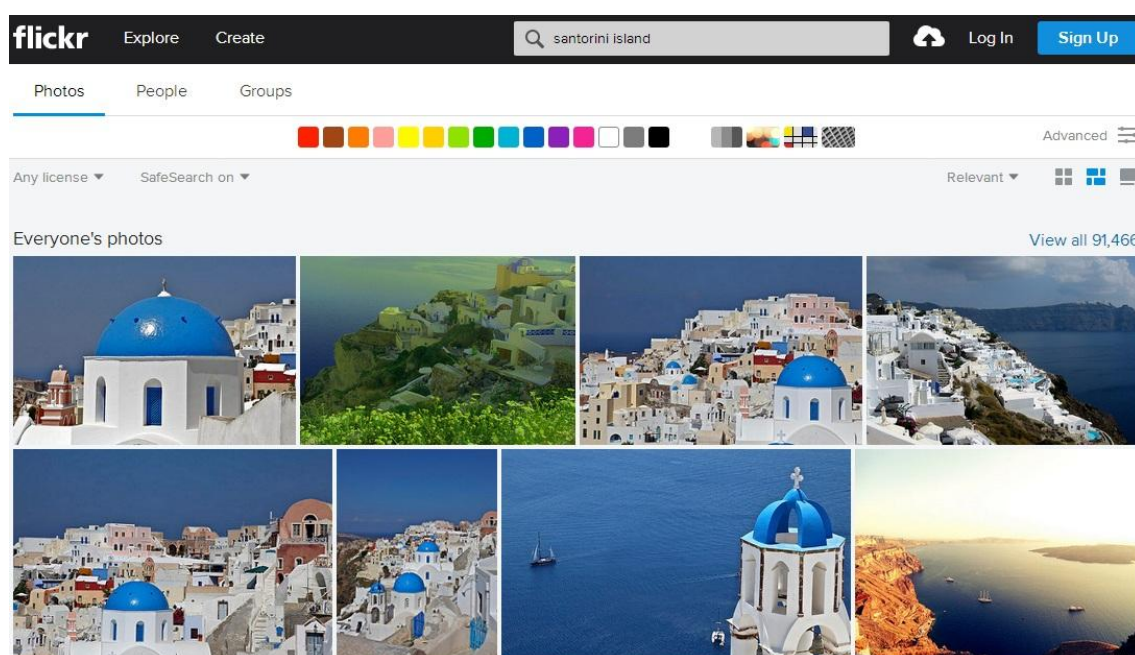 flickr Explore Create santorini island Log In Sign Up
Photos People Groups
Advanced
Any license SafeSearch on Relevant
Everyone's photos View all 91,466